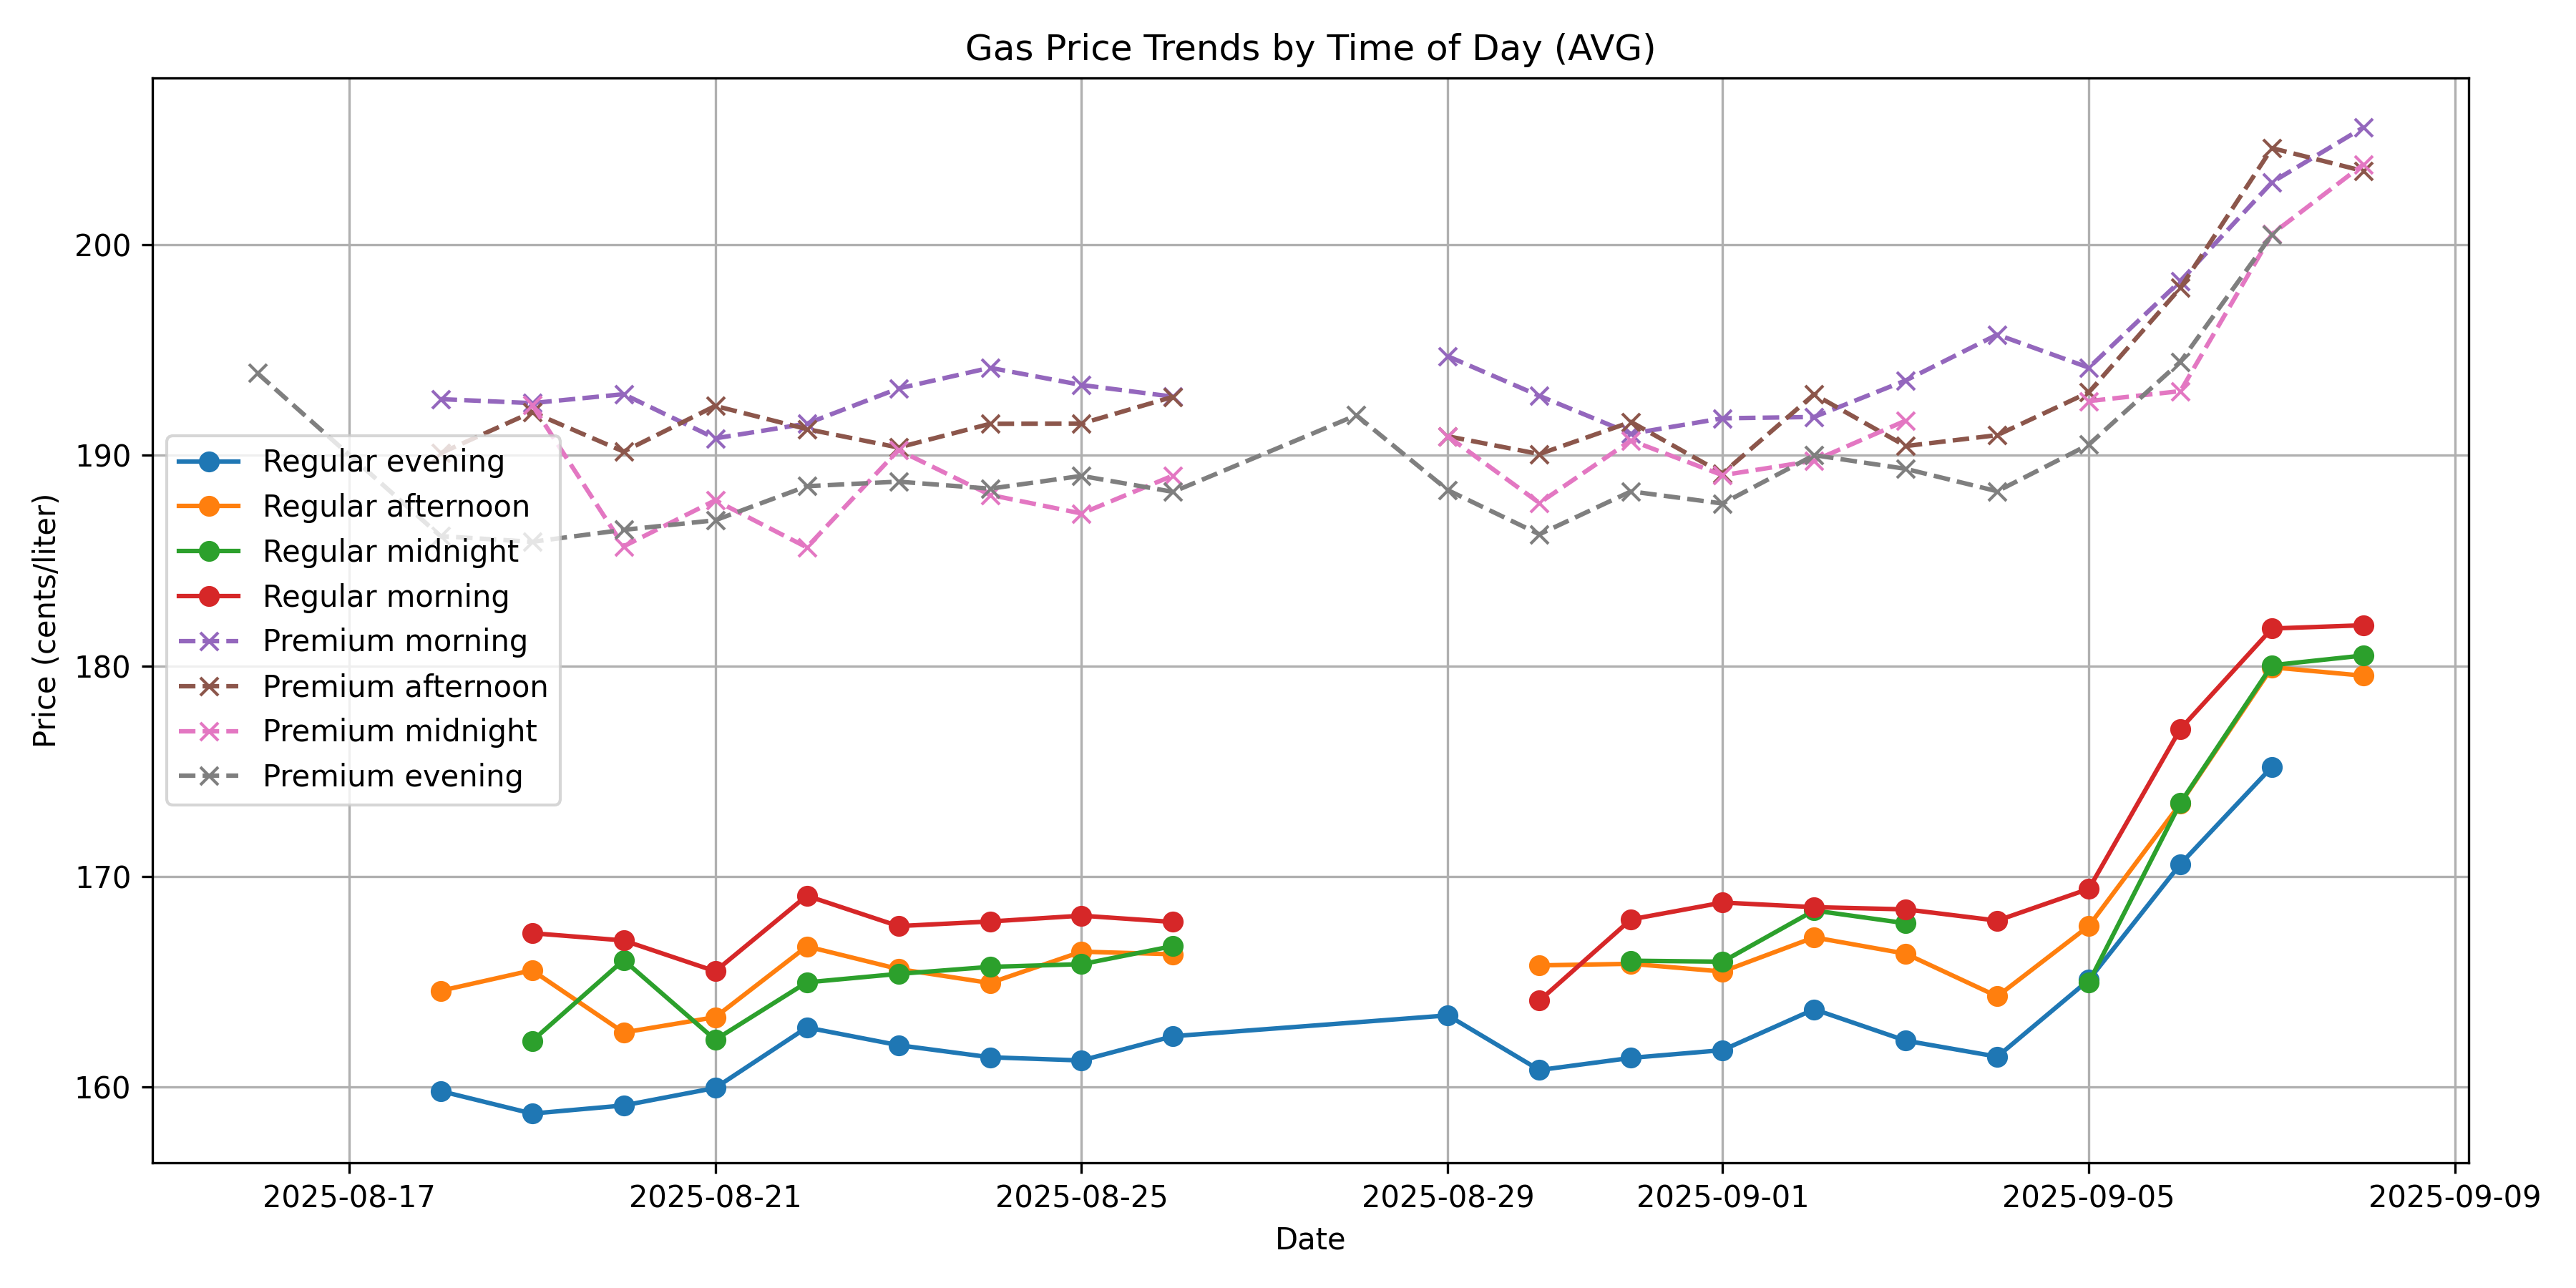 Gas Price Trends by Time of Day (AVG)
200
190
180
170
160
Price (cents/liter)
Regular evening
Regular afternoon
Regular midnight
Regular morning
Premium morning
Premium afternoon
Premium midnight
Premium evening
2025-08-17 2025-08-21 2025-08-25 2025-08-29 2025-09-01 2025-09-05 2025-09-09
Date